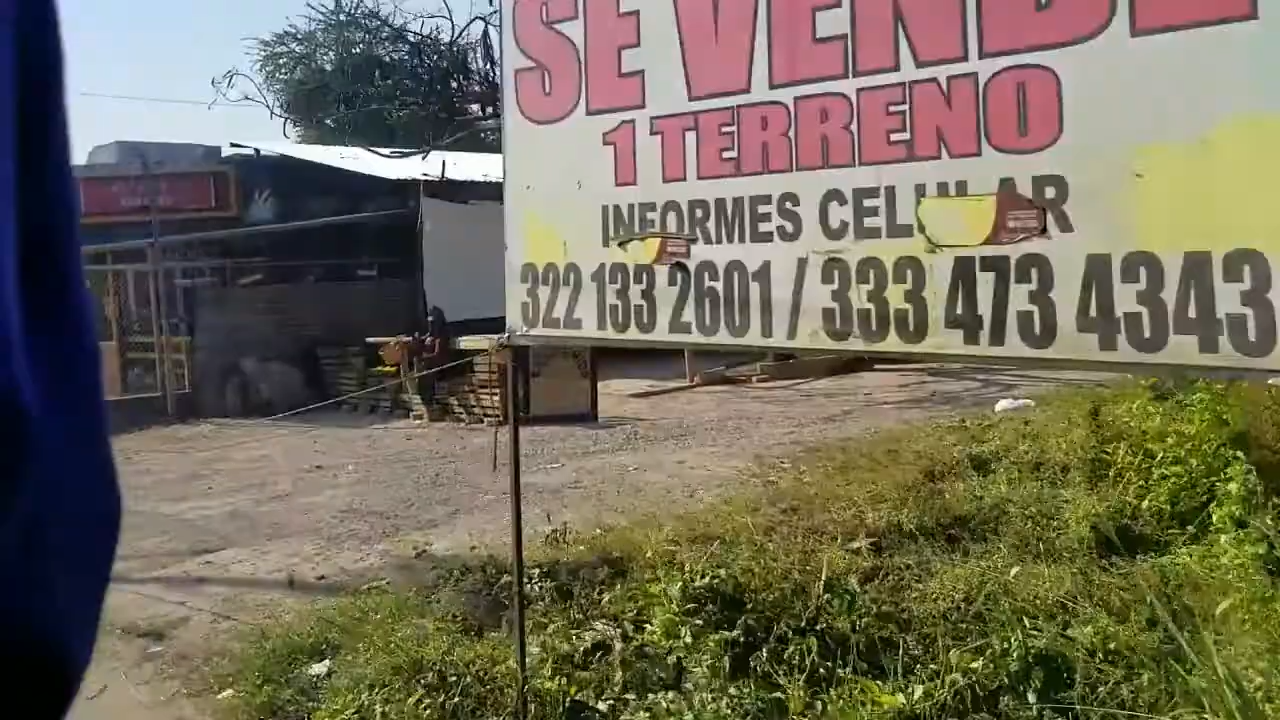 SE VENDE
1 TERRENO
INFORMES CELULAR
322 133 2601 / 333 473 4343